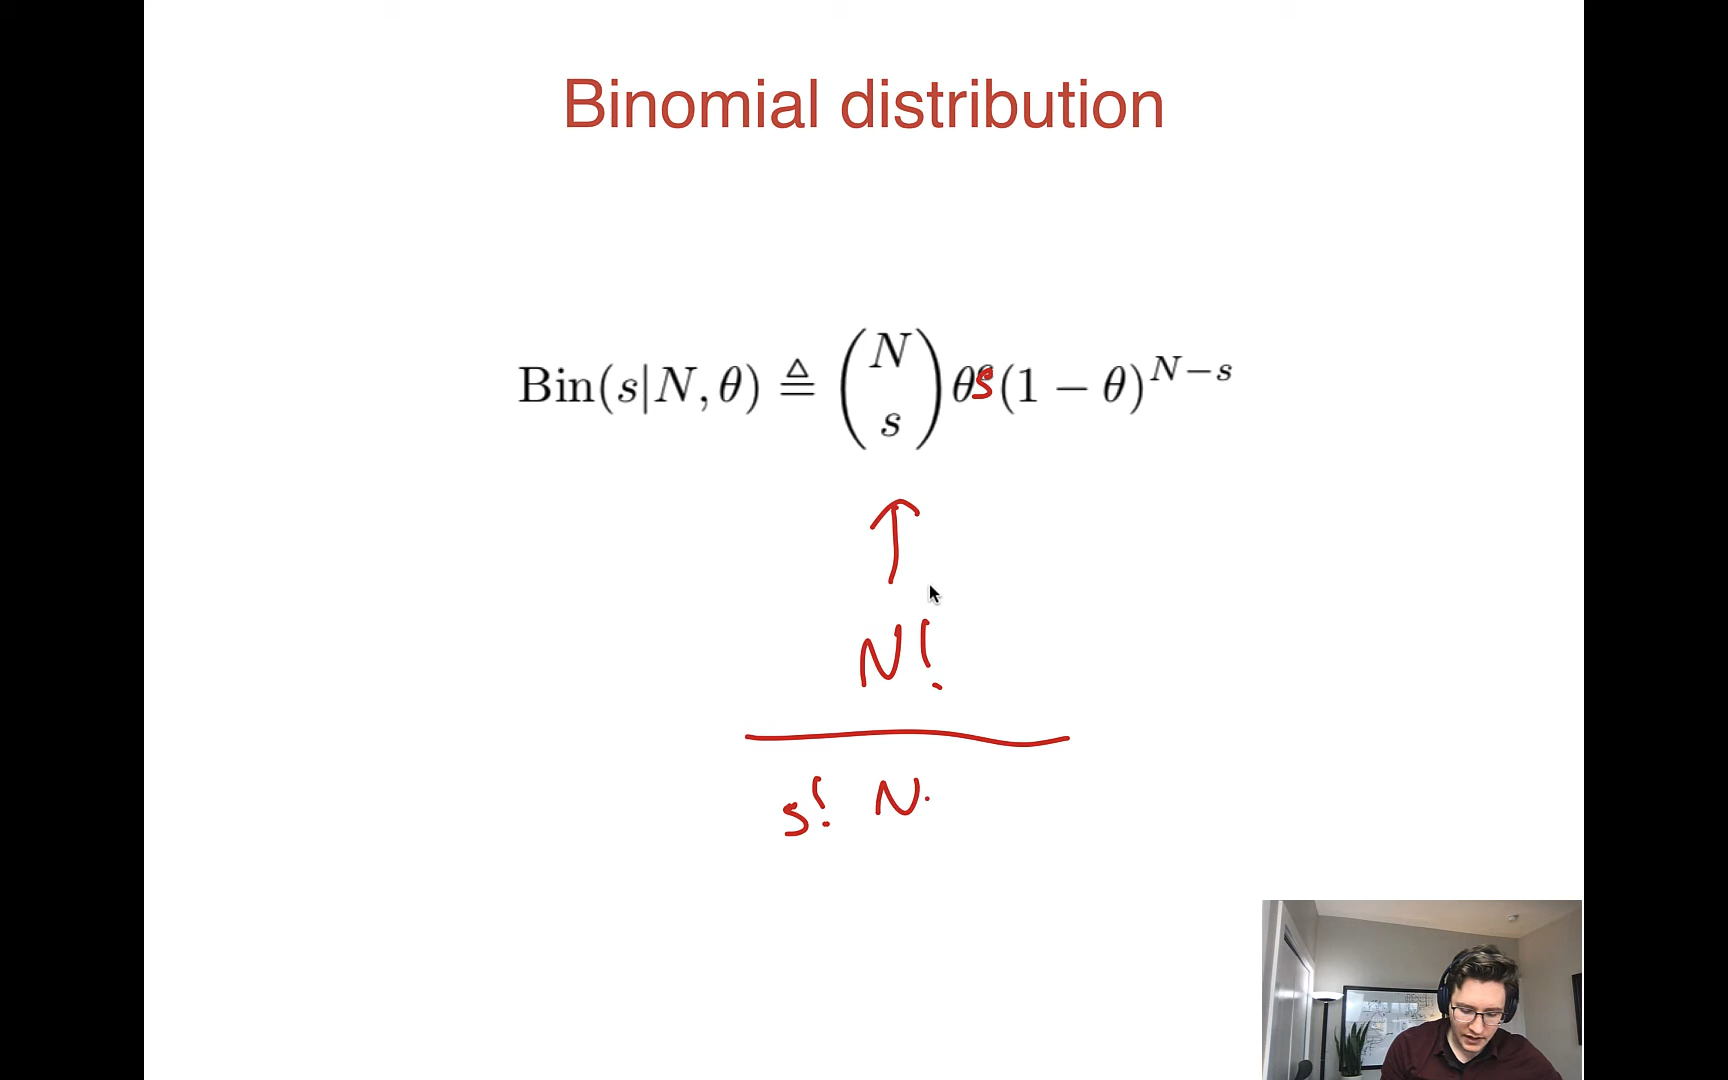 Binomial distribution
Bin(s|N, θ) ≜ (N s) θ^s (1 − θ)^{N−s}
N!
s! N.